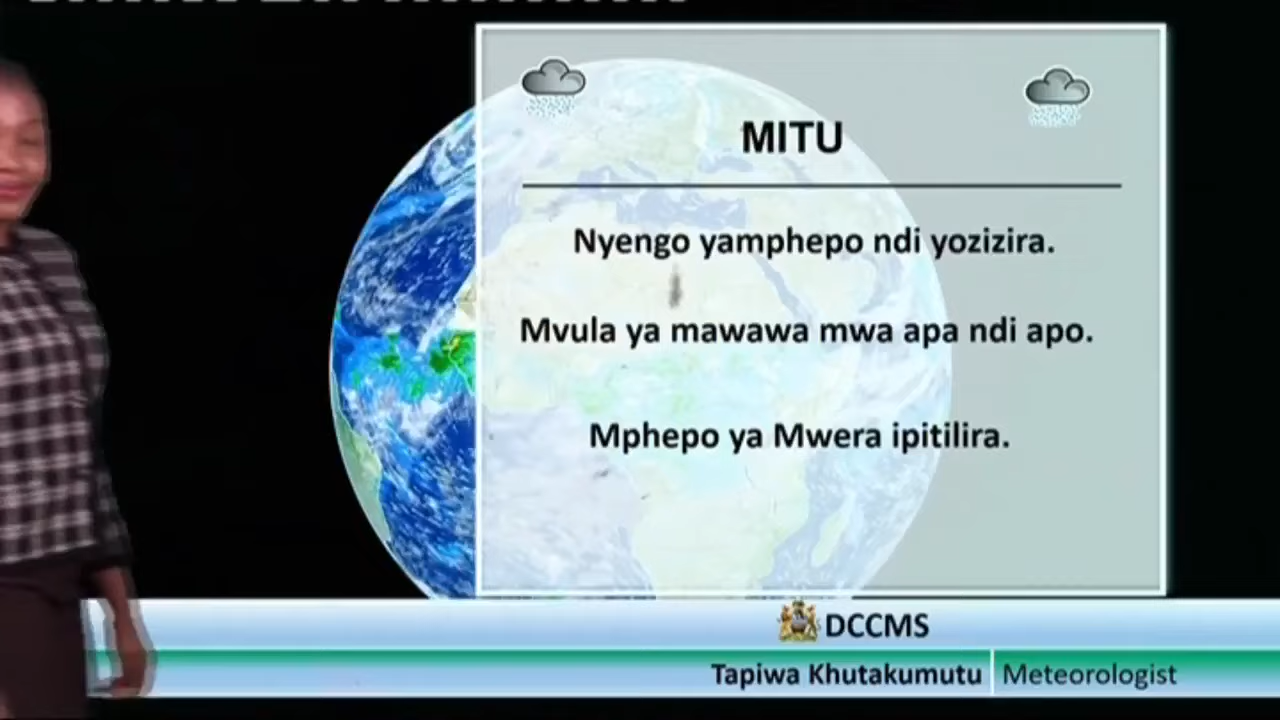 MITU
Nyengo yamphepo ndi yozizira.
Mvula ya mawawa mwa apa ndi apo.
Mphepo ya Mwera ipitilira.
DCCMS
Tapiwa Khutakumutu Meteorologist